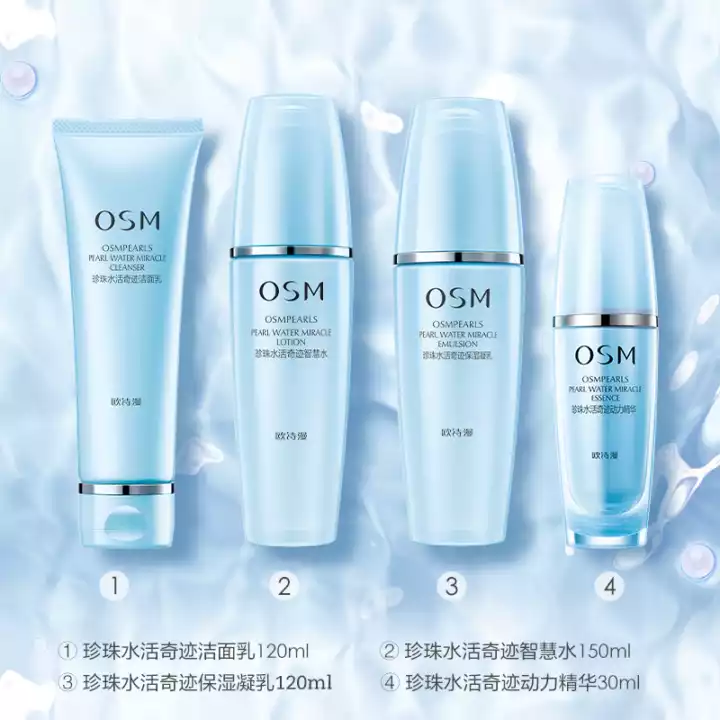 OSM
OSMPEARLS
PEARL WATER MIRACLE
CLEANSER
珍珠水活奇迹洁面乳
欧诗漫
OSM
OSMPEARLS
PEARL WATER MIRACLE
LOTION
珍珠水活奇迹智慧水
欧诗漫
OSM
OSMPEARLS
PEARL WATER MIRACLE
EMULSION
珍珠水活奇迹保湿凝乳
欧诗漫
OSM
OSMPEARLS
PEARL WATER MIRACLE
ESSENCE
珍珠水活奇迹动力精华
欧诗漫
1
2
3
4
① 珍珠水活奇迹洁面乳120ml
② 珍珠水活奇迹智慧水150ml
③ 珍珠水活奇迹保湿凝乳120ml
④ 珍珠水活奇迹动力精华30ml